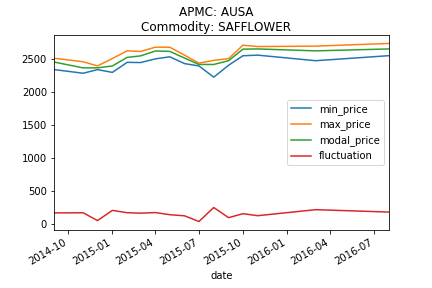 APMC: AUSA
Commodity: SAFFLOWER
2500
2000
1500
1000
500
0
min_price
max_price
modal_price
fluctuation
2014-10
2015-01
2015-04
2015-07
2015-10
2016-01
2016-04
2016-07
date